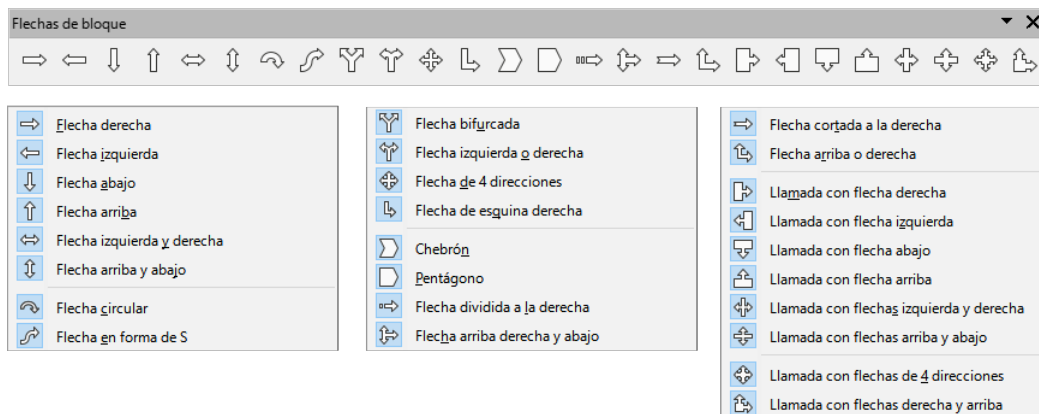 Flechas de bloque
Flecha derecha
Flecha izquierda
Flecha abajo
Flecha arriba
Flecha izquierda y derecha
Flecha arriba y abajo
Flecha circular
Flecha en forma de S
Flecha bifurcada
Flecha izquierda o derecha
Flecha de 4 direcciones
Flecha de esquina derecha
Chebrón
Pentágono
Flecha dividida a la derecha
Flecha arriba derecha y abajo
Flecha cortada a la derecha
Flecha arriba o derecha
Llamada con flecha derecha
Llamada con flecha izquierda
Llamada con flecha abajo
Llamada con flecha arriba
Llamada con flechas izquierda y derecha
Llamada con flechas arriba y abajo
Llamada con flechas de 4 direcciones
Llamada con flechas derecha y arriba